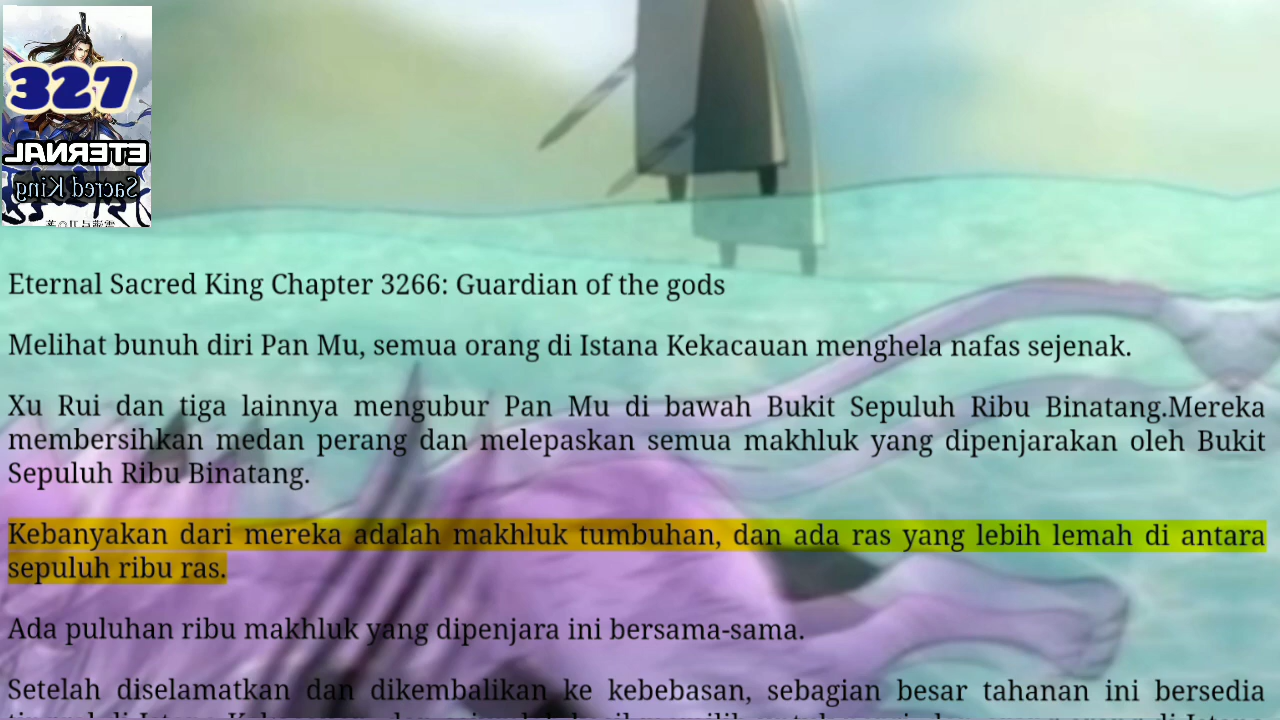 327
ETERNAL
Sacred King
Eternal Sacred King Chapter 3266: Guardian of the gods
Melihat bunuh diri Pan Mu, semua orang di Istana Kekacauan menghela nafas sejenak.
Xu Rui dan tiga lainnya mengubur Pan Mu di bawah Bukit Sepuluh Ribu Binatang.Mereka
membersihkan medan perang dan melepaskan semua makhluk yang dipenjarakan oleh Bukit
Sepuluh Ribu Binatang.
Kebanyakan dari mereka adalah makhluk tumbuhan, dan ada ras yang lebih lemah di antara
sepuluh ribu ras.
Ada puluhan ribu makhluk yang dipenjara ini bersama-sama.
Setelah diselamatkan dan dikembalikan ke kebebasan, sebagian besar tahanan ini bersedia